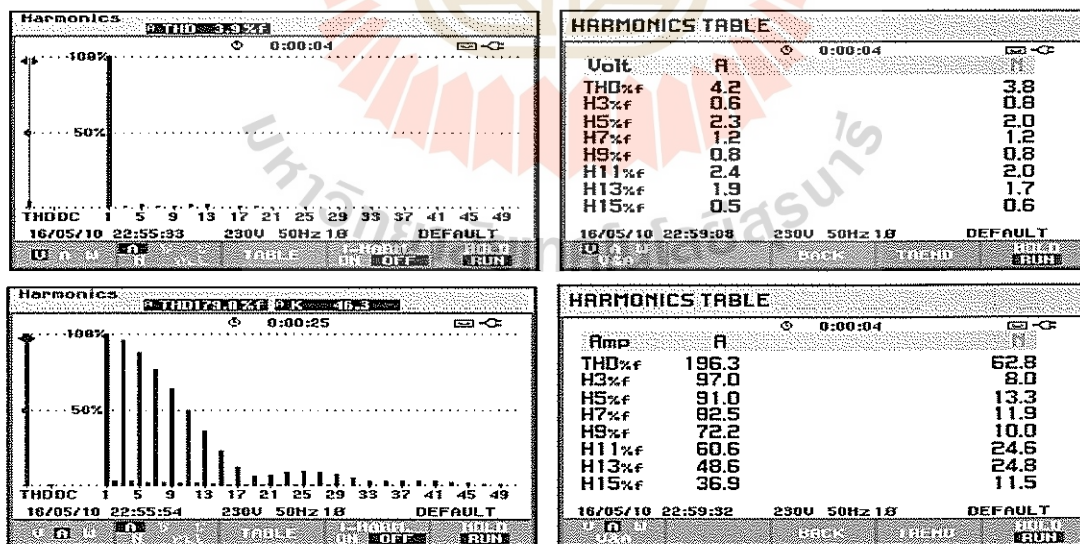 Harmonics
A THD 3.9%f
0:00:04
100%
50%
THDDC 1 5 9 13 17 21 25 29 33 37 41 45 49
16/05/10 22:55:33 230V 50Hz 1Ø DEFAULT
V A W A N TABLE ON OFF HOLD RUN
HARMONICS TABLE
0:00:04
Volt A N
THD%f 4.2 3.8
H3%f 0.6 0.8
H5%f 2.3 2.0
H7%f 1.2 1.2
H9%f 0.8 0.8
H11%f 2.4 2.0
H13%f 1.9 1.7
H15%f 0.5 0.6
16/05/10 22:59:08 230V 50Hz 1Ø DEFAULT
V A W V&A BACK TREND HOLD RUN
Harmonics
A THD179.0%f A K 46.3
0:00:25
100%
50%
THDDC 1 5 9 13 17 21 25 29 33 37 41 45 49
16/05/10 22:55:54 230V 50Hz 1Ø DEFAULT
V A W A N TABLE ON OFF HOLD RUN
HARMONICS TABLE
0:00:04
Amp A N
THD%f 196.3 62.8
H3%f 97.0 8.0
H5%f 91.0 13.3
H7%f 82.5 11.9
H9%f 72.2 10.0
H11%f 60.6 24.6
H13%f 48.6 24.8
H15%f 36.9 11.5
16/05/10 22:59:32 230V 50Hz 1Ø DEFAULT
V A W V&A BACK TREND HOLD RUN